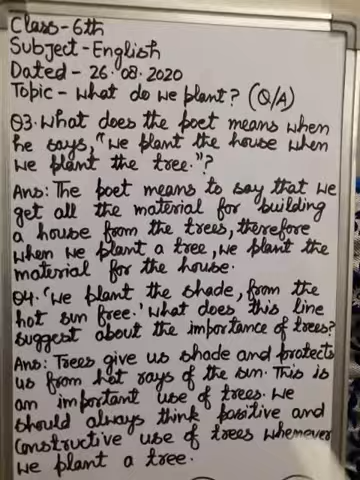 Class-6th
Subject-English
Dated - 26.08.2020
Topic - What do we plant? (Q/A)
Q3. What does the poet means when
he says, "We plant the house when
we plant the tree."?
Ans: The poet means to say that we
get all the material for building
a house from the trees, therefore
when we plant a tree, we plant the
material for the house.
Q4. 'We plant the shade, from the
hot sun free.' What does this line
suggest about the importance of trees?
Ans: Trees give us shade and protects
us from hot rays of the sun. This is
an important use of trees. We
should always think positive and
constructive use of trees whenever
we plant a tree.